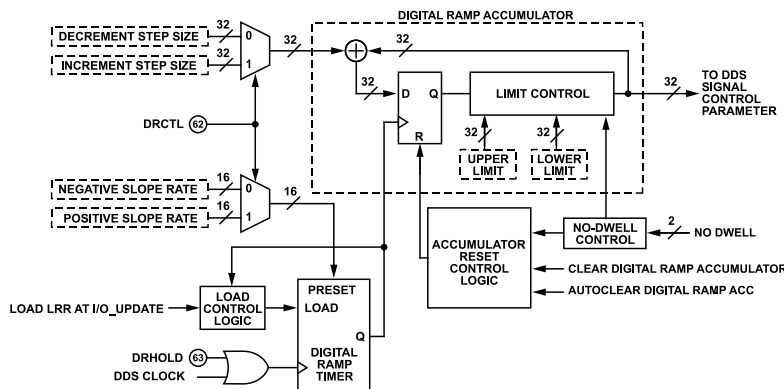 DIGITAL RAMP ACCUMULATOR
DECREMENT STEP SIZE
32
0
INCREMENT STEP SIZE
32
1
32
32
32
D
Q
R
LIMIT CONTROL
32
TO DDS
SIGNAL
CONTROL
PARAMETER
32
32
UPPER
LIMIT
LOWER
LIMIT
DRCTL
62
NEGATIVE SLOPE RATE
16
0
POSITIVE SLOPE RATE
16
1
16
ACCUMULATOR
RESET
CONTROL
LOGIC
NO-DWELL
CONTROL
2
NO DWELL
CLEAR DIGITAL RAMP ACCUMULATOR
AUTOCLEAR DIGITAL RAMP ACC
LOAD LRR AT I/O_UPDATE
LOAD
CONTROL
LOGIC
PRESET
LOAD
Q
DIGITAL
RAMP
TIMER
DRHOLD
63
DDS CLOCK